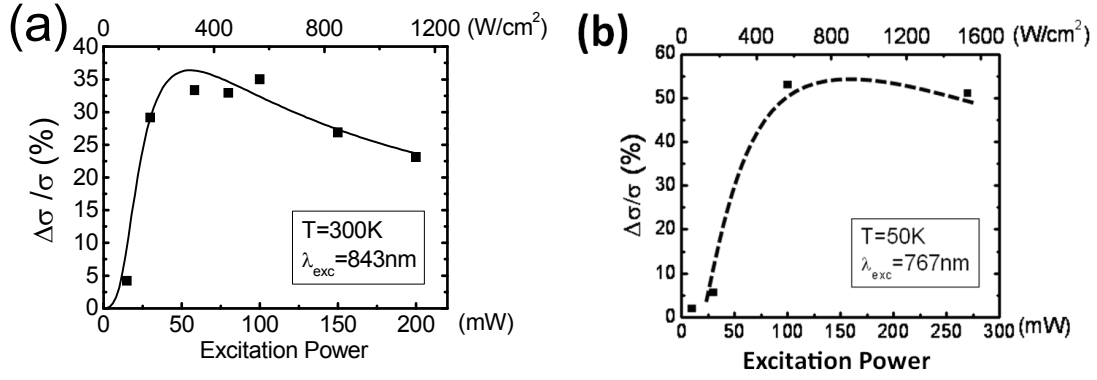 (a)
0 400 800 1200 (W/cm²)
40
35
30
25
20
15
10
5
0
Δσ/σ (%)
T=300K
λexc=843nm
0 50 100 150 200 (mW)
Excitation Power
(b)
0 400 800 1200 1600 (W/cm²)
60
50
40
30
20
10
0
Δσ/σ (%)
T=50K
λexc=767nm
0 50 100 150 200 250 300 (mW)
Excitation Power